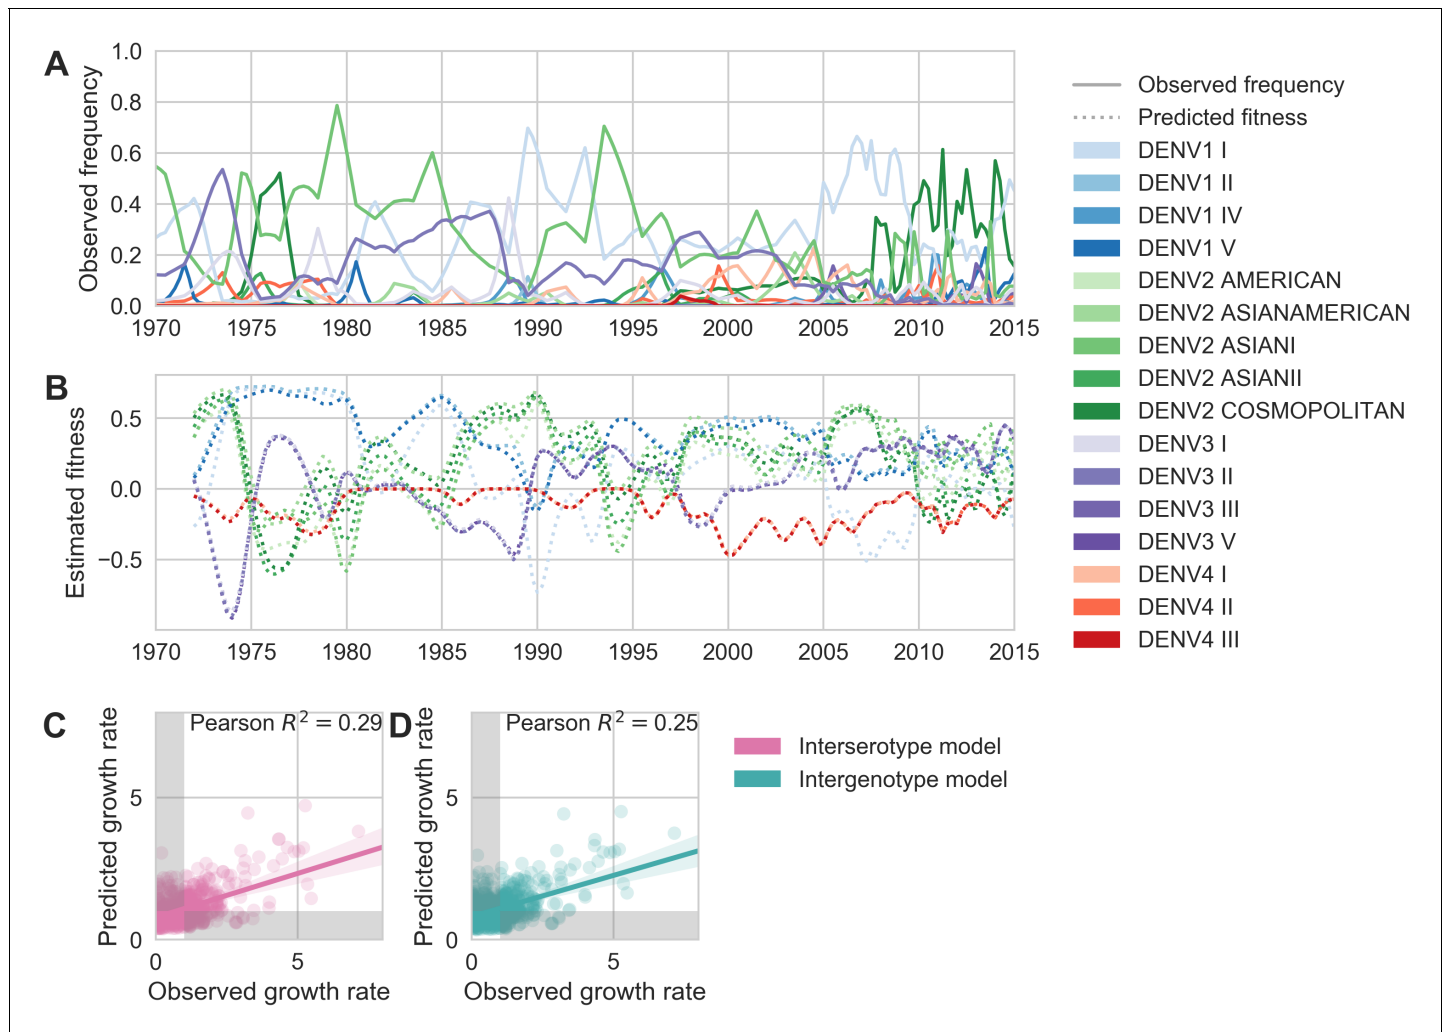 A
Observed frequency
1.0
0.8
0.6
0.4
0.2
0.0
1970 1975 1980 1985 1990 1995 2000 2005 2010 2015
Observed frequency
Predicted fitness
DENV1 I
DENV1 II
DENV1 IV
DENV1 V
DENV2 AMERICAN
DENV2 ASIANAMERICAN
DENV2 ASIANI
DENV2 ASIANII
DENV2 COSMOPOLITAN
DENV3 I
DENV3 II
DENV3 III
DENV3 V
DENV4 I
DENV4 II
DENV4 III
B
Estimated fitness
0.5
0.0
−0.5
1970 1975 1980 1985 1990 1995 2000 2005 2010 2015
C
Predicted growth rate
Pearson R² = 0.29
5
0
0 5
Observed growth rate
D
Predicted growth rate
Pearson R² = 0.25
5
0
0 5
Observed growth rate
Interserotype model
Intergenotype model